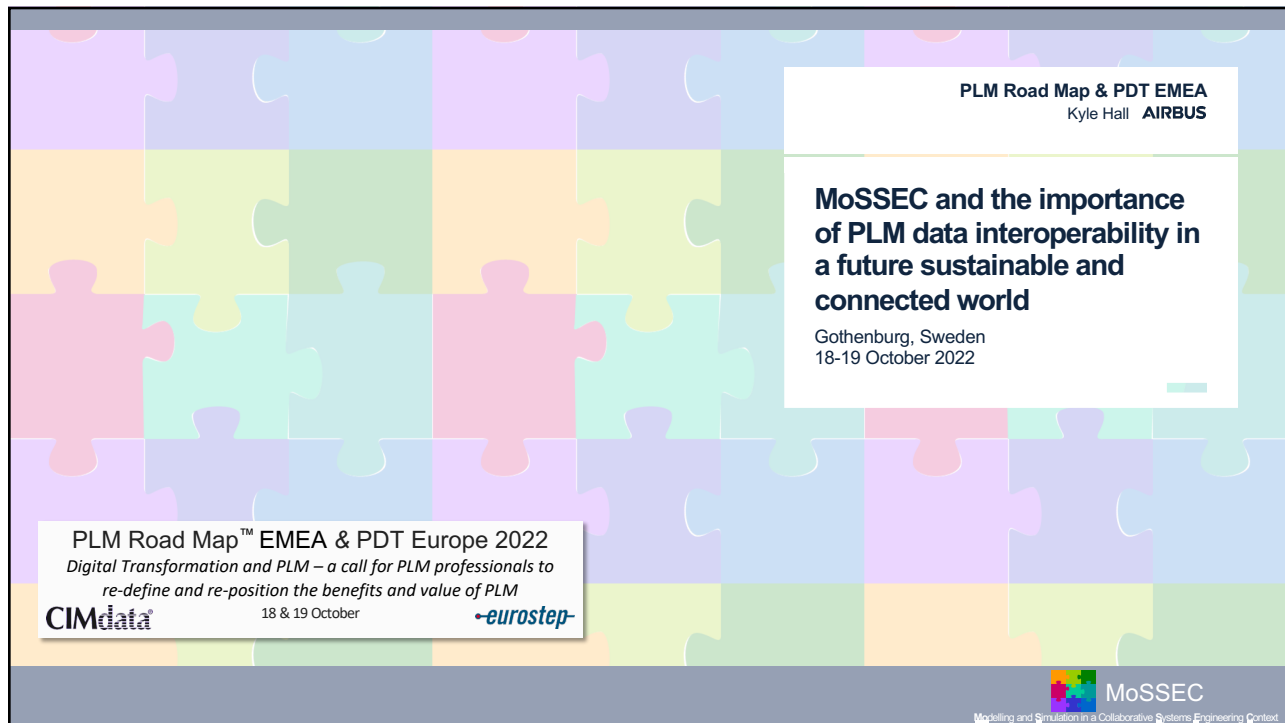 PLM Road Map & PDT EMEA
Kyle Hall AIRBUS
MoSSEC and the importance
of PLM data interoperability in
a future sustainable and
connected world
Gothenburg, Sweden
18-19 October 2022
PLM Road Map™ EMEA & PDT Europe 2022
Digital Transformation and PLM – a call for PLM professionals to
re-define and re-position the benefits and value of PLM
CIMdata® 18 & 19 October eurostep
MoSSEC
Modelling and Simulation in a Collaborative Systems Engineering Context